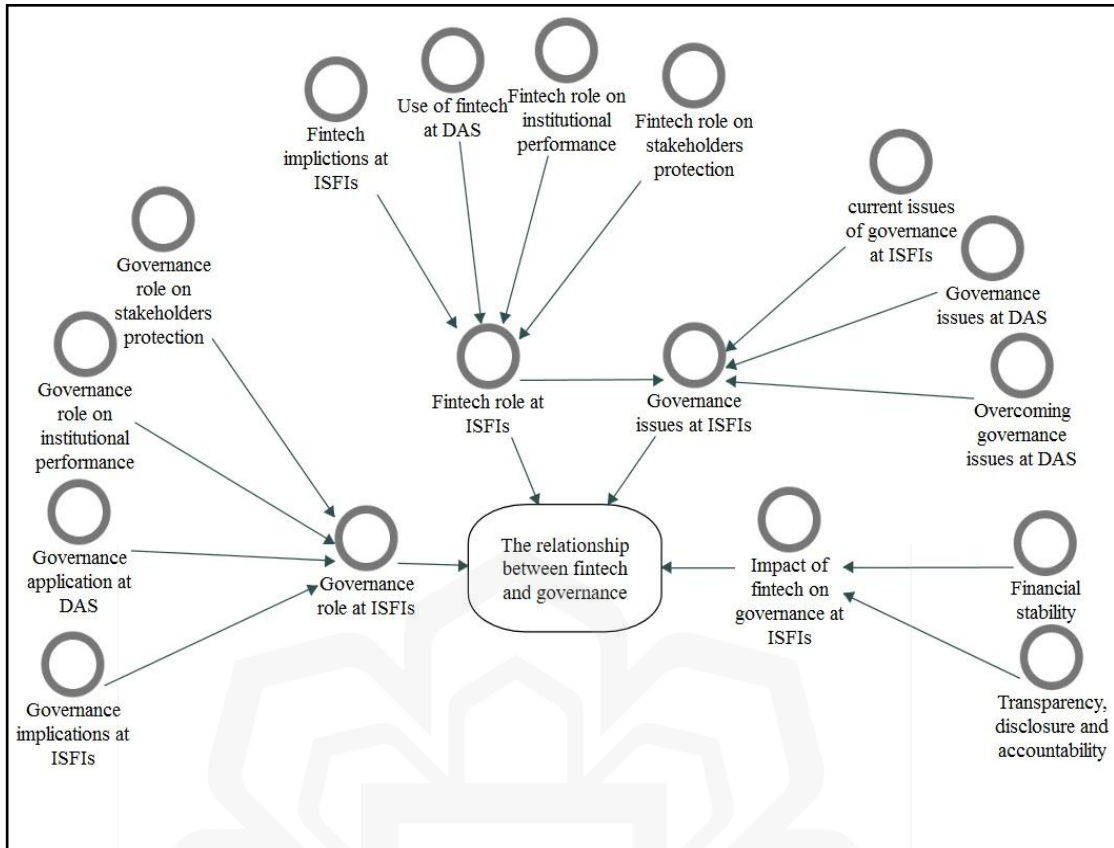 Fintech
implictions at
ISFIs
Use of fintech
at DAS
Fintech role on
institutional
performance
Fintech role on
stakeholders
protection
current issues
of governance
at ISFIs
Governance
issues at DAS
Overcoming
governance
issues at DAS
Governance
role on
stakeholders
protection
Governance
role on
institutional
performance
Governance
application at
DAS
Governance
implications at
ISFIs
Fintech role at
ISFIs
Governance
issues at ISFIs
Governance
role at ISFIs
The relationship
between fintech
and governance
Impact of
fintech on
governance at
ISFIs
Financial
stability
Transparency,
disclosure and
accountability